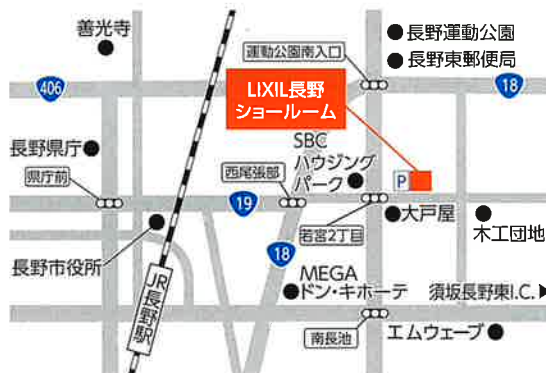 善光寺
長野運動公園
長野東郵便局
運動公園南入口
406
18
LIXIL長野
ショールーム
長野県庁
県庁前
SBC
ハウジング
パーク
西尾張部
P
19
若宮2丁目
大戸屋
木工団地
長野市役所
18
JR長野駅
MEGA
ドン・キホーテ
須坂長野東I.C.
南長池
エムウェーブ